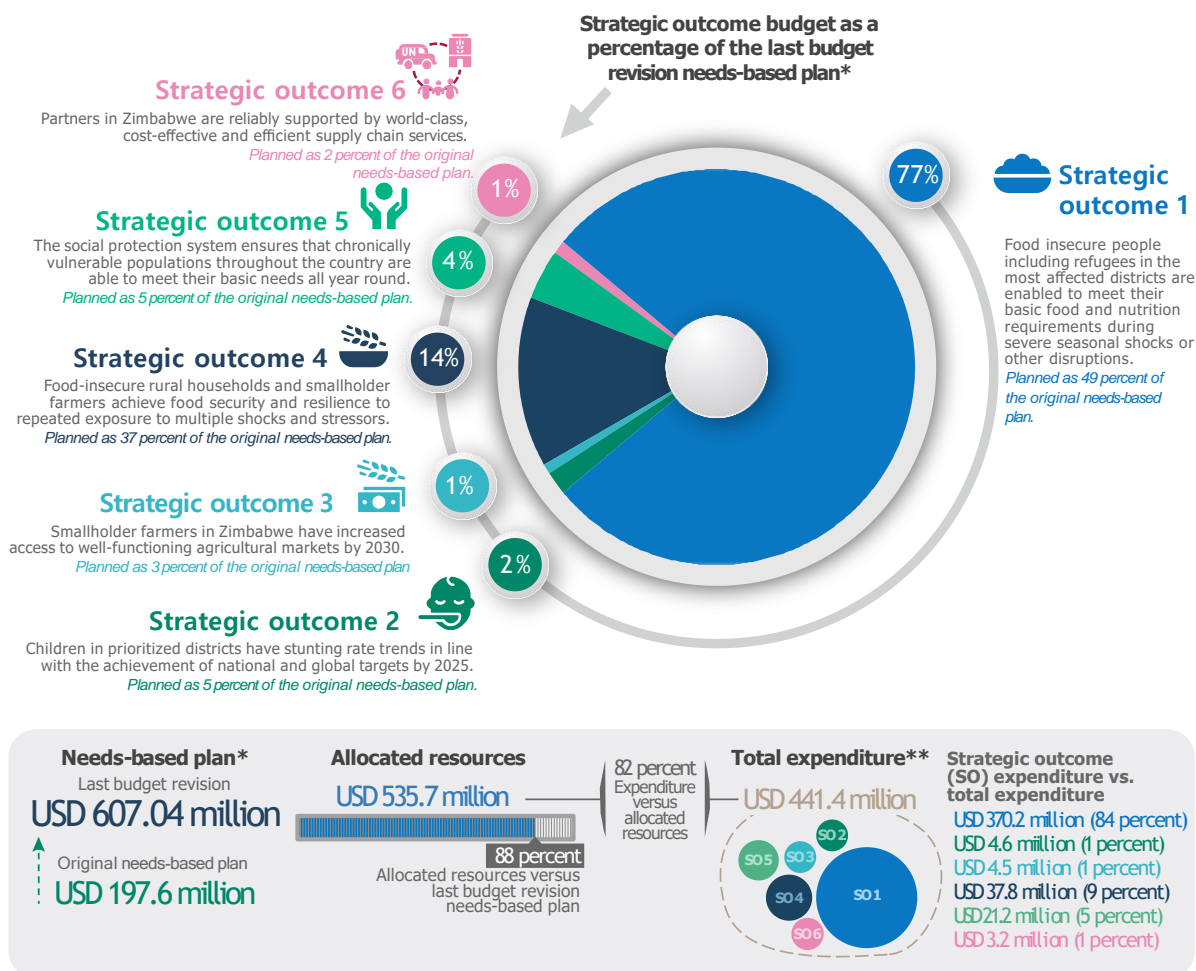 Strategic outcome budget as a
percentage of the last budget
revision needs-based plan*
UN
Strategic outcome 6
Partners in Zimbabwe are reliably supported by world-class,
cost-effective and efficient supply chain services.
Planned as 2 percent of the original
needs-based plan.
1%
Strategic outcome 5
The social protection system ensures that chronically
vulnerable populations throughout the country are
able to meet their basic needs all year round.
Planned as 5 percent of the original needs-based plan.
4%
Strategic outcome 4
Food-insecure rural households and smallholder
farmers achieve food security and resilience to
repeated exposure to multiple shocks and stressors.
Planned as 37 percent of the original needs-based plan.
14%
Strategic outcome 3
Smallholder farmers in Zimbabwe have increased
access to well-functioning agricultural markets by 2030.
Planned as 3 percent of the original needs-based plan
1%
Strategic outcome 2
Children in prioritized districts have stunting rate trends in line
with the achievement of national and global targets by 2025.
Planned as 5 percent of the original needs-based plan.
2%
77%
Strategic
outcome 1
Food insecure people
including refugees in the
most affected districts are
enabled to meet their
basic food and nutrition
requirements during
severe seasonal shocks or
other disruptions.
Planned as 49 percent of
the original needs-based
plan.
Needs-based plan*
Last budget revision
USD 607.04 million
Original needs-based plan
USD 197.6 million
Allocated resources
USD 535.7 million
88 percent
Allocated resources versus
last budget revision
needs-based plan
82 percent
Expenditure
versus
allocated
resources
Total expenditure**
USD 441.4 million
SO2
SO5
SO3
SO1
SO4
SO6
Strategic outcome
(SO) expenditure vs.
total expenditure
USD 370.2 million (84 percent)
USD 4.6 miillion (1 percent)
USD 4.5 million (1 percent)
USD 37.8 million (9 percent)
USD21.2 million (5 percent)
USD 3.2 million (1 percent)